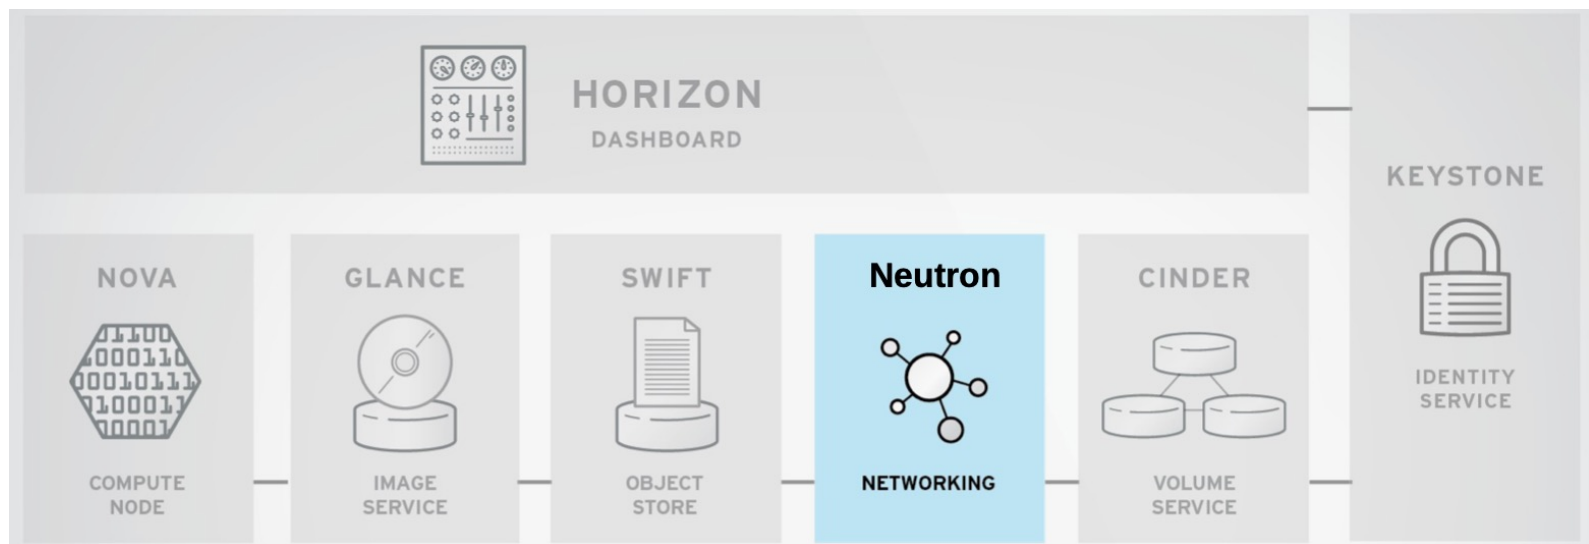 HORIZON
DASHBOARD
KEYSTONE
IDENTITY
SERVICE
NOVA
COMPUTE
NODE
GLANCE
IMAGE
SERVICE
SWIFT
OBJECT
STORE
Neutron
NETWORKING
CINDER
VOLUME
SERVICE